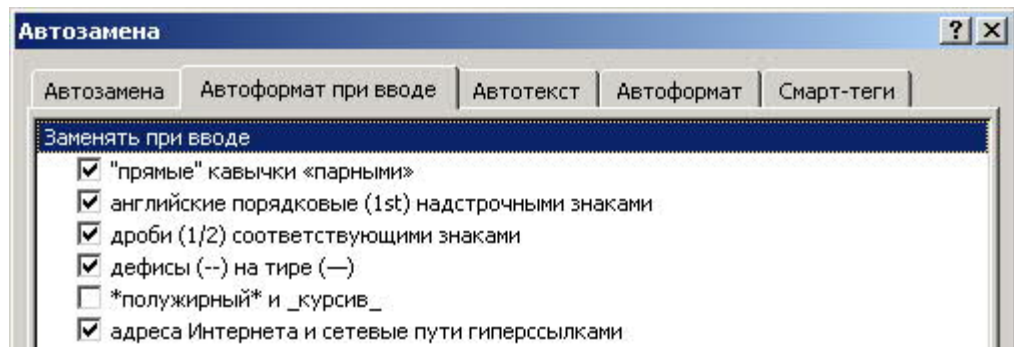 Автозамена
Автозамена Автоформат при вводе Автотекст Автоформат Смарт-теги
Заменять при вводе
"прямые" кавычки «парными»
английские порядковые (1st) надстрочными знаками
дроби (1/2) соответствующими знаками
дефисы (--) на тире (—)
*полужирный* и _курсив_
адреса Интернета и сетевые пути гиперссылками